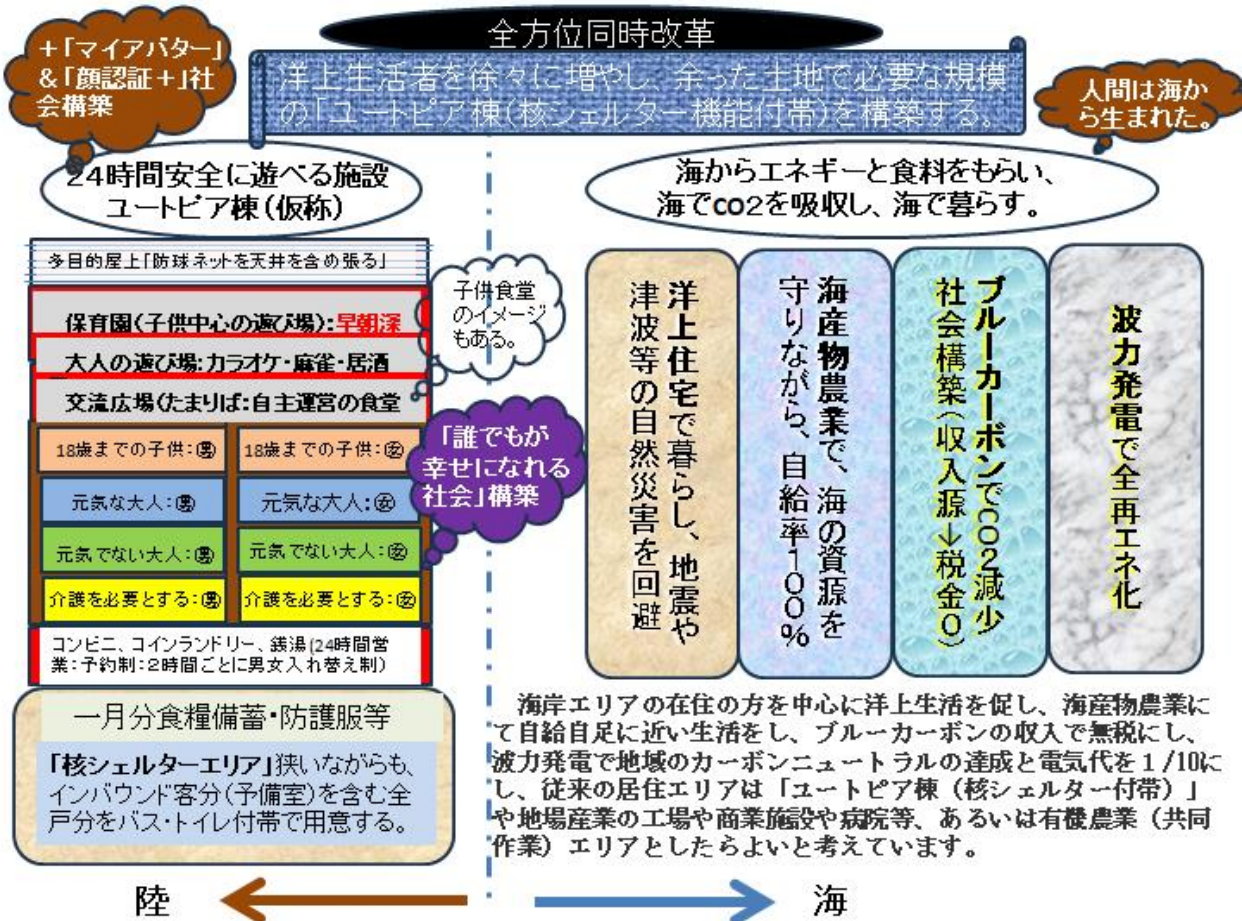 全方位同時改革
+「マイアバター」
&「顔認証+」社
会構築
洋上生活者を徐々に増やし、余った土地で必要な規模
の「ユートピア棟(核シェルター機能付帯)を構築する。
人間は海か
ら生まれた。
24時間安全に遊べる施設
ユートピア棟(仮称)
海からエネギーと食料をもらい、
海でco2を吸収し、海で暮らす。
多目的屋上「防球ネットを天井を含め張る」
保育園(子供中心の遊び場):早朝深
大人の遊び場:カラオケ・麻雀・居酒
交流広場(たまりば:自主運営の食堂
子供食堂
のイメージ
もある。
18歳までの子供:㊚
18歳までの子供:㊛
元気な大人:㊚
元気な大人:㊛
元気でない大人:㊚
元気でない大人:㊛
介護を必要とする:㊚
介護を必要とする:㊛
「誰でもが
幸せになれる
社会」構築
コンビニ、コインランドリー、銭湯(24時間営
業:予約制:2時間ごとに男女入れ替え制)
一月分食糧備蓄・防護服等
「核シェルターエリア」狭いながらも、
インバウンド客分(予備室)を含む全
戸分をバス・トイレ付帯で用意する。
洋上住宅で暮らし、地震や
津波等の自然災害を回避
海産物農業で、海の資源を
守りながら、自給率100%
ブルーカーボンでCO2減少
社会構築(収入源→税金0)
波力発電で全再エネ化
海岸エリアの在住の方を中心に洋上生活を促し、海産物農業に
て自給自足に近い生活をし、ブルーカーボンの収入で無税にし、
波力発電で地域のカーボンニュートラルの達成と電気代を1/10に
し、従来の居住エリアは「ユートピア棟(核シェルター付帯)」
や地場産業の工場や商業施設や病院等、あるいは有機農業(共同
作業)エリアとしたらよいと考えています。
陸
海